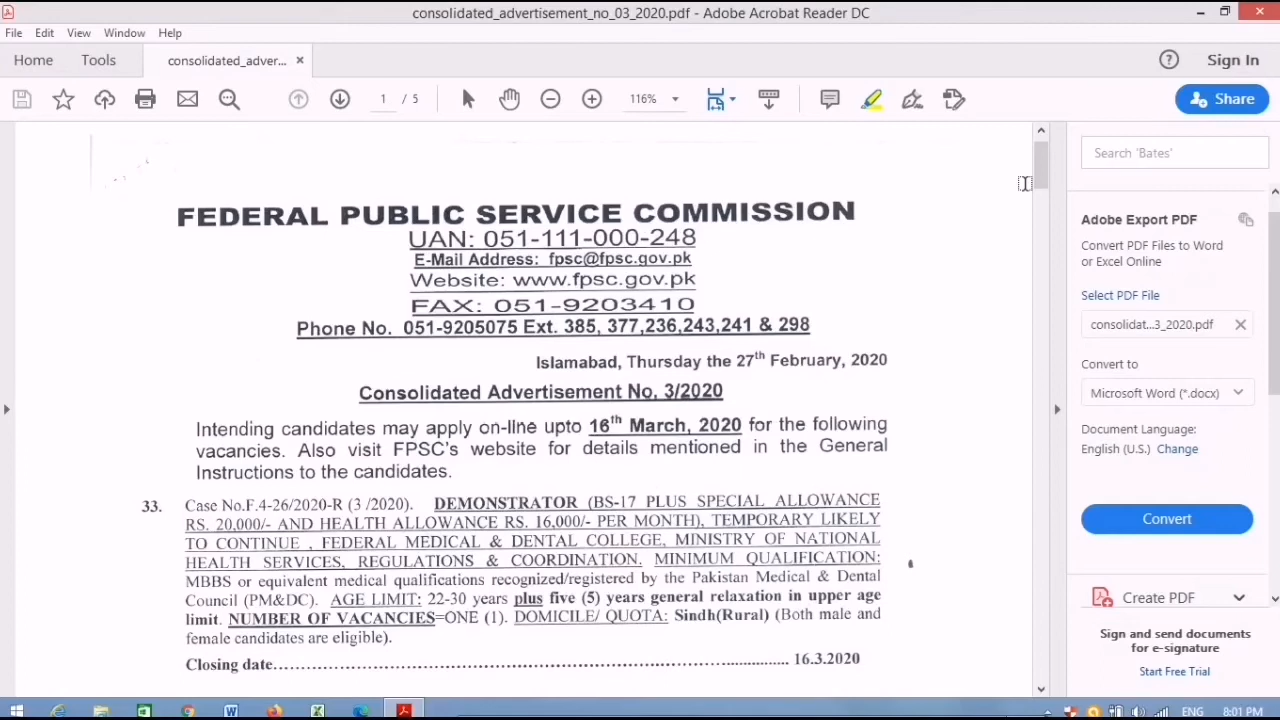 consolidated_advertisement_no_03_2020.pdf - Adobe Acrobat Reader DC
File Edit View Window Help
Home Tools consolidated_adver... × Sign In
1 / 5 116% Share
Search 'Bates'
FEDERAL PUBLIC SERVICE COMMISSION
UAN: 051-111-000-248
E-Mail Address: fpsc@fpsc.gov.pk
Website: www.fpsc.gov.pk
FAX: 051-9203410
Phone No. 051-9205075 Ext. 385, 377,236,243,241 & 298
Islamabad, Thursday the 27th February, 2020
Consolidated Advertisement No. 3/2020
Intending candidates may apply on-line upto 16th March, 2020 for the following
vacancies. Also visit FPSC's website for details mentioned in the General
Instructions to the candidates.
33. Case No.F.4-26/2020-R (3 /2020). DEMONSTRATOR (BS-17 PLUS SPECIAL ALLOWANCE
RS. 20,000/- AND HEALTH ALLOWANCE RS. 16,000/- PER MONTH), TEMPORARY LIKELY
TO CONTINUE , FEDERAL MEDICAL & DENTAL COLLEGE, MINISTRY OF NATIONAL
HEALTH SERVICES, REGULATIONS & COORDINATION. MINIMUM QUALIFICATION:
MBBS or equivalent medical qualifications recognized/registered by the Pakistan Medical & Dental
Council (PM&DC). AGE LIMIT: 22-30 years plus five (5) years general relaxation in upper age
limit. NUMBER OF VACANCIES=ONE (1). DOMICILE/ QUOTA: Sindh(Rural) (Both male and
female candidates are eligible).
Closing date.................................................................................................. 16.3.2020
Adobe Export PDF
Convert PDF Files to Word
or Excel Online
Select PDF File
consolidat...3_2020.pdf
Convert to
Microsoft Word (*.docx)
Document Language:
English (U.S.) Change
Convert
Create PDF
Sign and send documents
for e-signature
Start Free Trial
ENG 8:01 PM